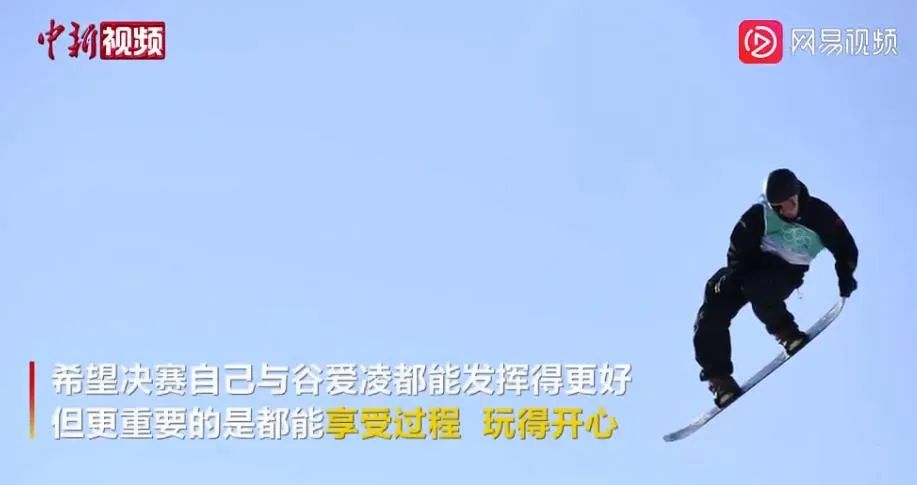 中新视频
网易视频
希望决赛自己与谷爱凌都能发挥得更好
但更重要的是都能享受过程 玩得开心